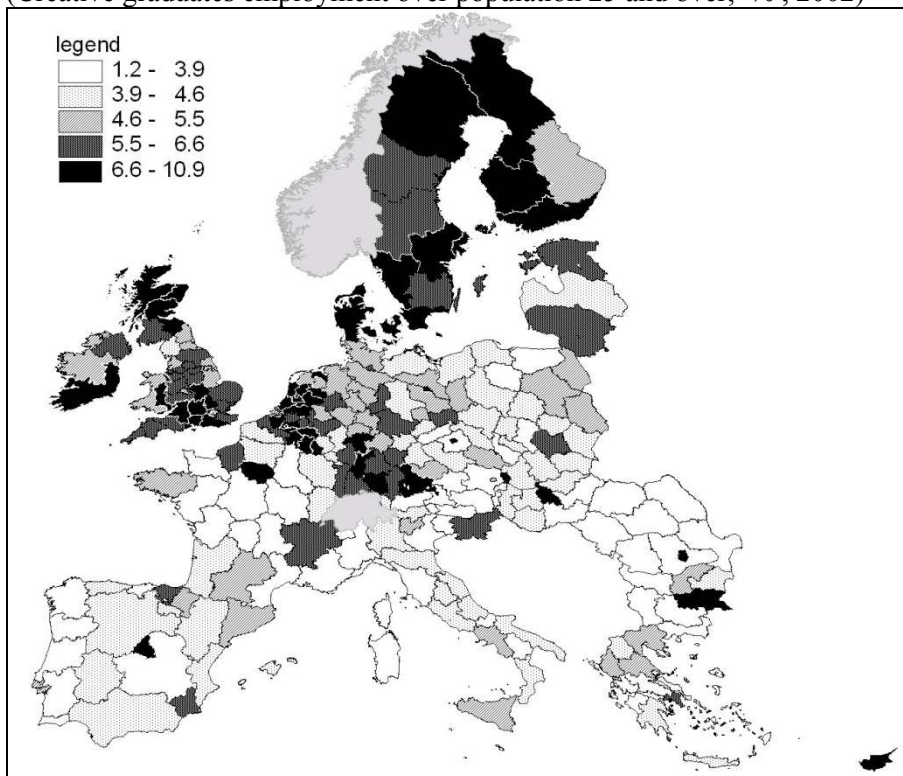 (Creative graduates employment over population 25 and over, %, 2002)
legend
1.2 - 3.9
3.9 - 4.6
4.6 - 5.5
5.5 - 6.6
6.6 - 10.9